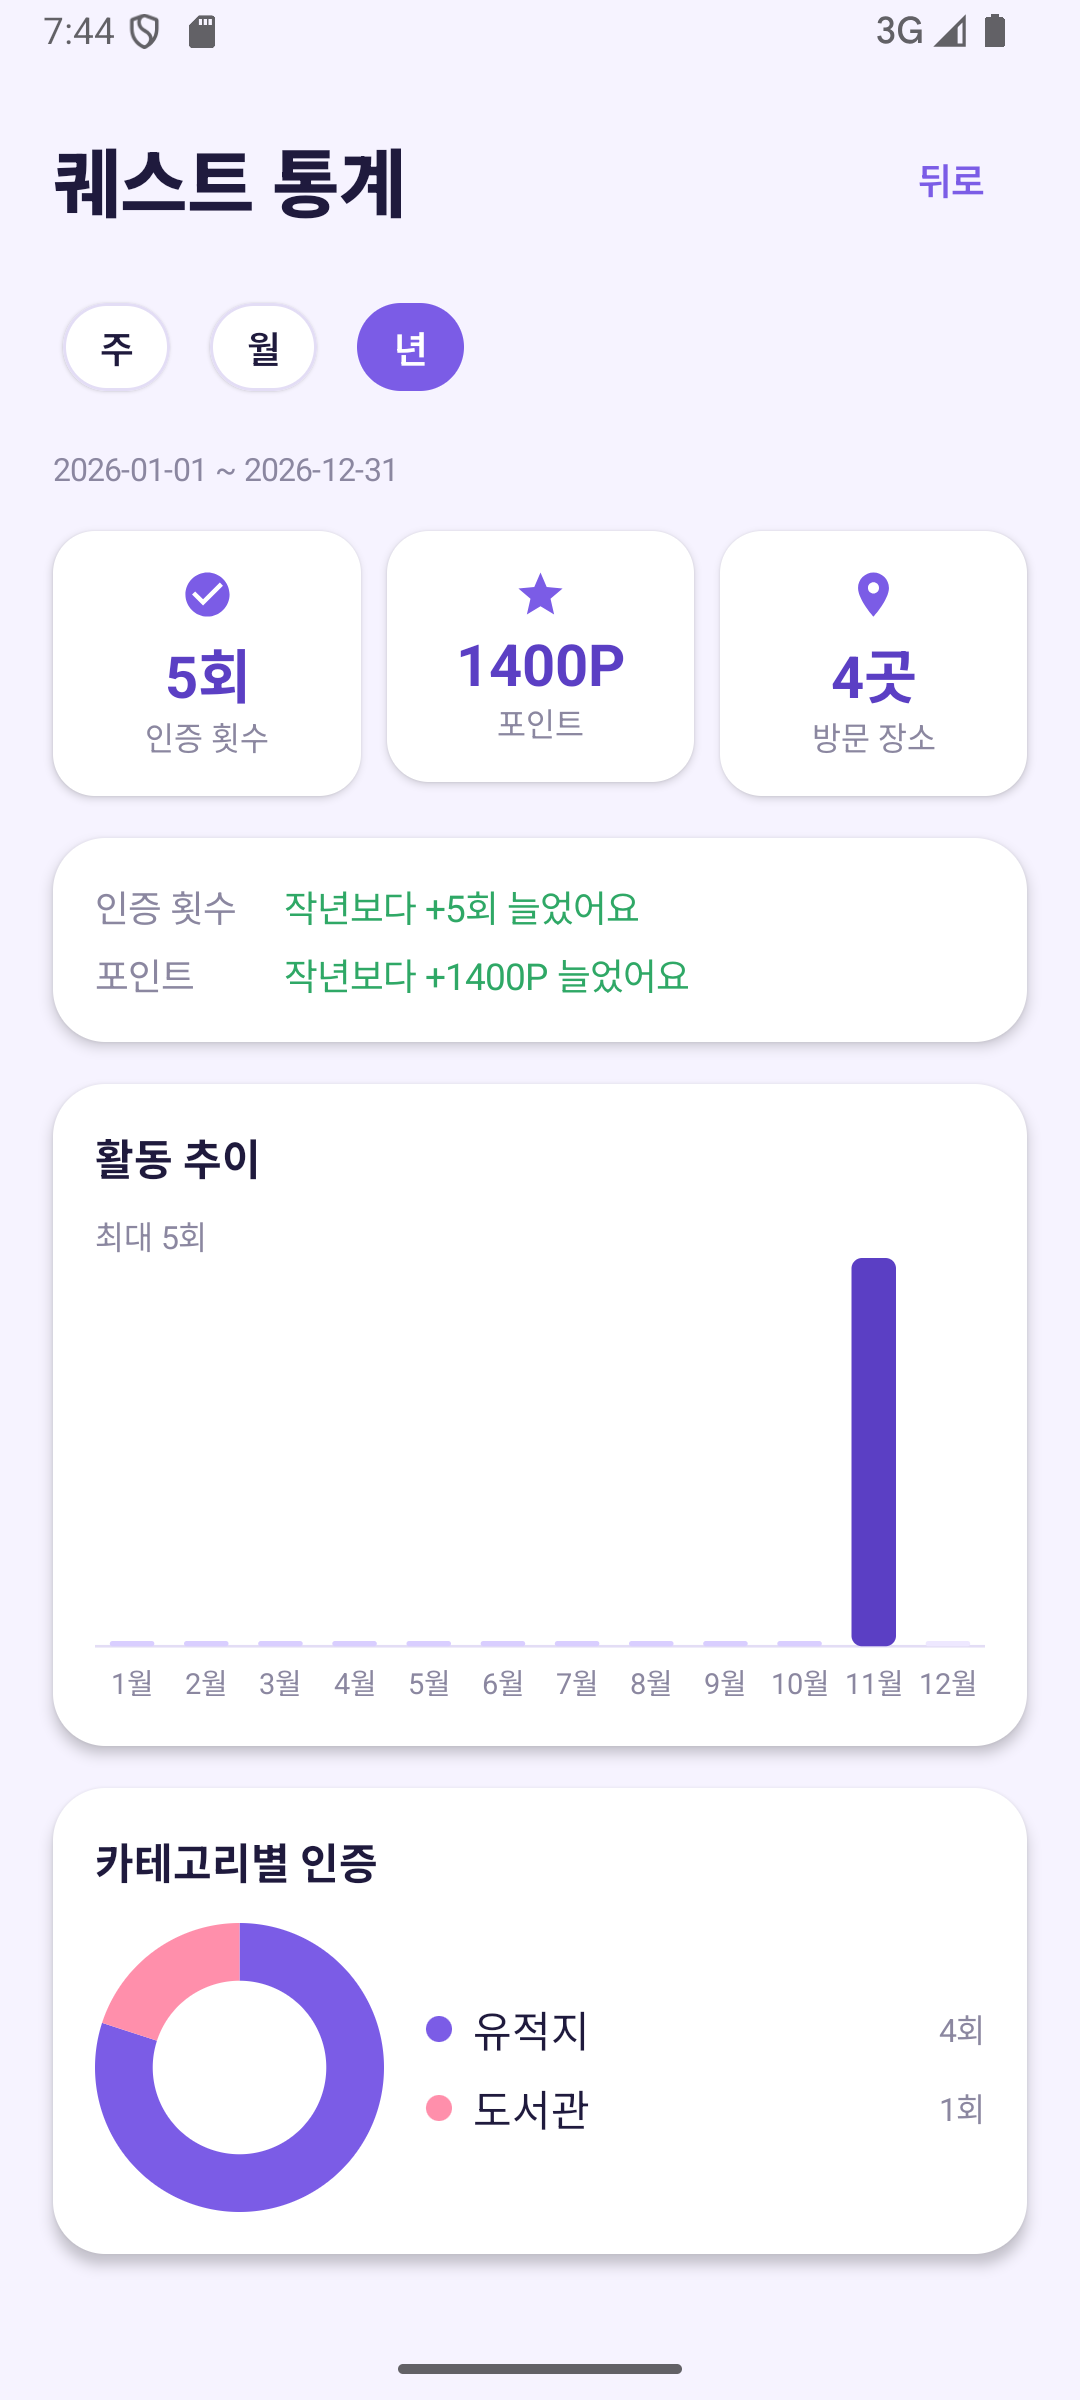 7:44
3G
퀘스트 통계
뒤로
주
월
년
2026-01-01 ~ 2026-12-31
5회
인증 횟수
1400P
포인트
4곳
방문 장소
인증 횟수 작년보다 +5회 늘었어요
포인트 작년보다 +1400P 늘었어요
활동 추이
최대 5회
1월 2월 3월 4월 5월 6월 7월 8월 9월 10월 11월 12월
카테고리별 인증
유적지 4회
도서관 1회